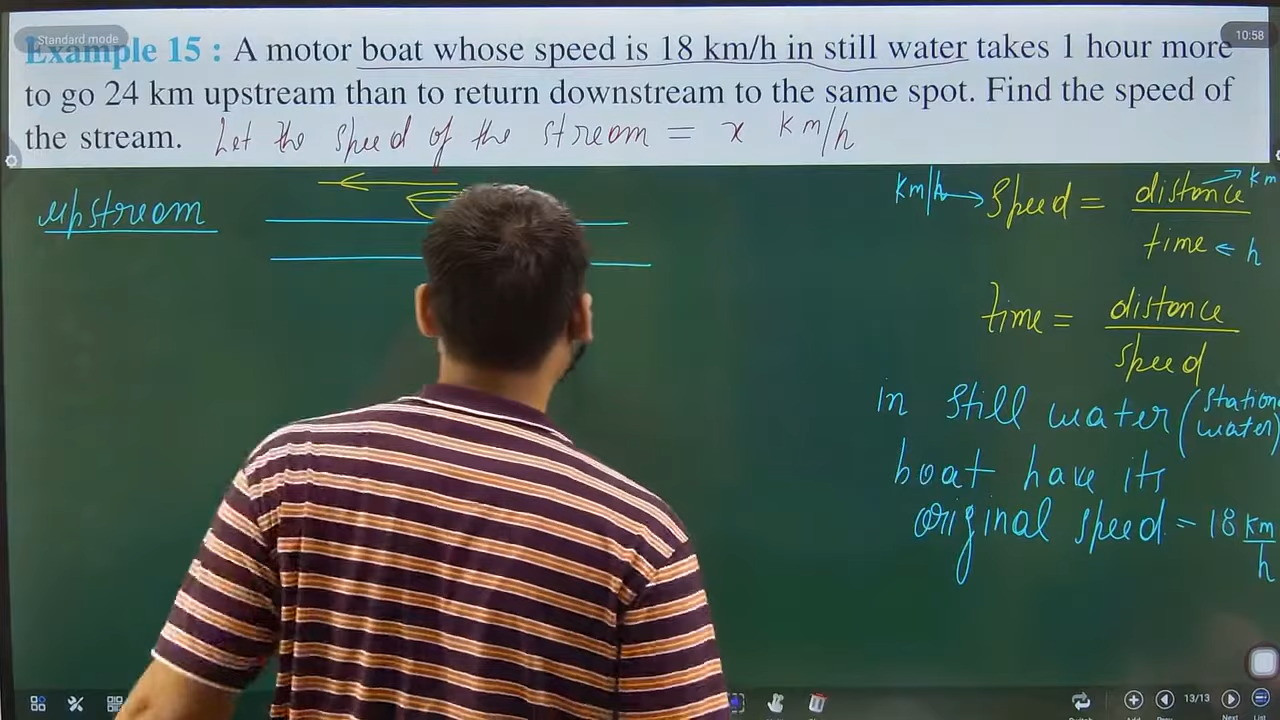 Standard mode
10:58
Example 15 : A motor boat whose speed is 18 km/h in still water takes 1 hour more
to go 24 km upstream than to return downstream to the same spot. Find the speed of
the stream. Let the speed of the stream = x km/h
upstream
km/h → speed = distance → km
time ← h
time = distance
speed
in still water (station
water)
boat have its
original speed - 18 km
h
13/13